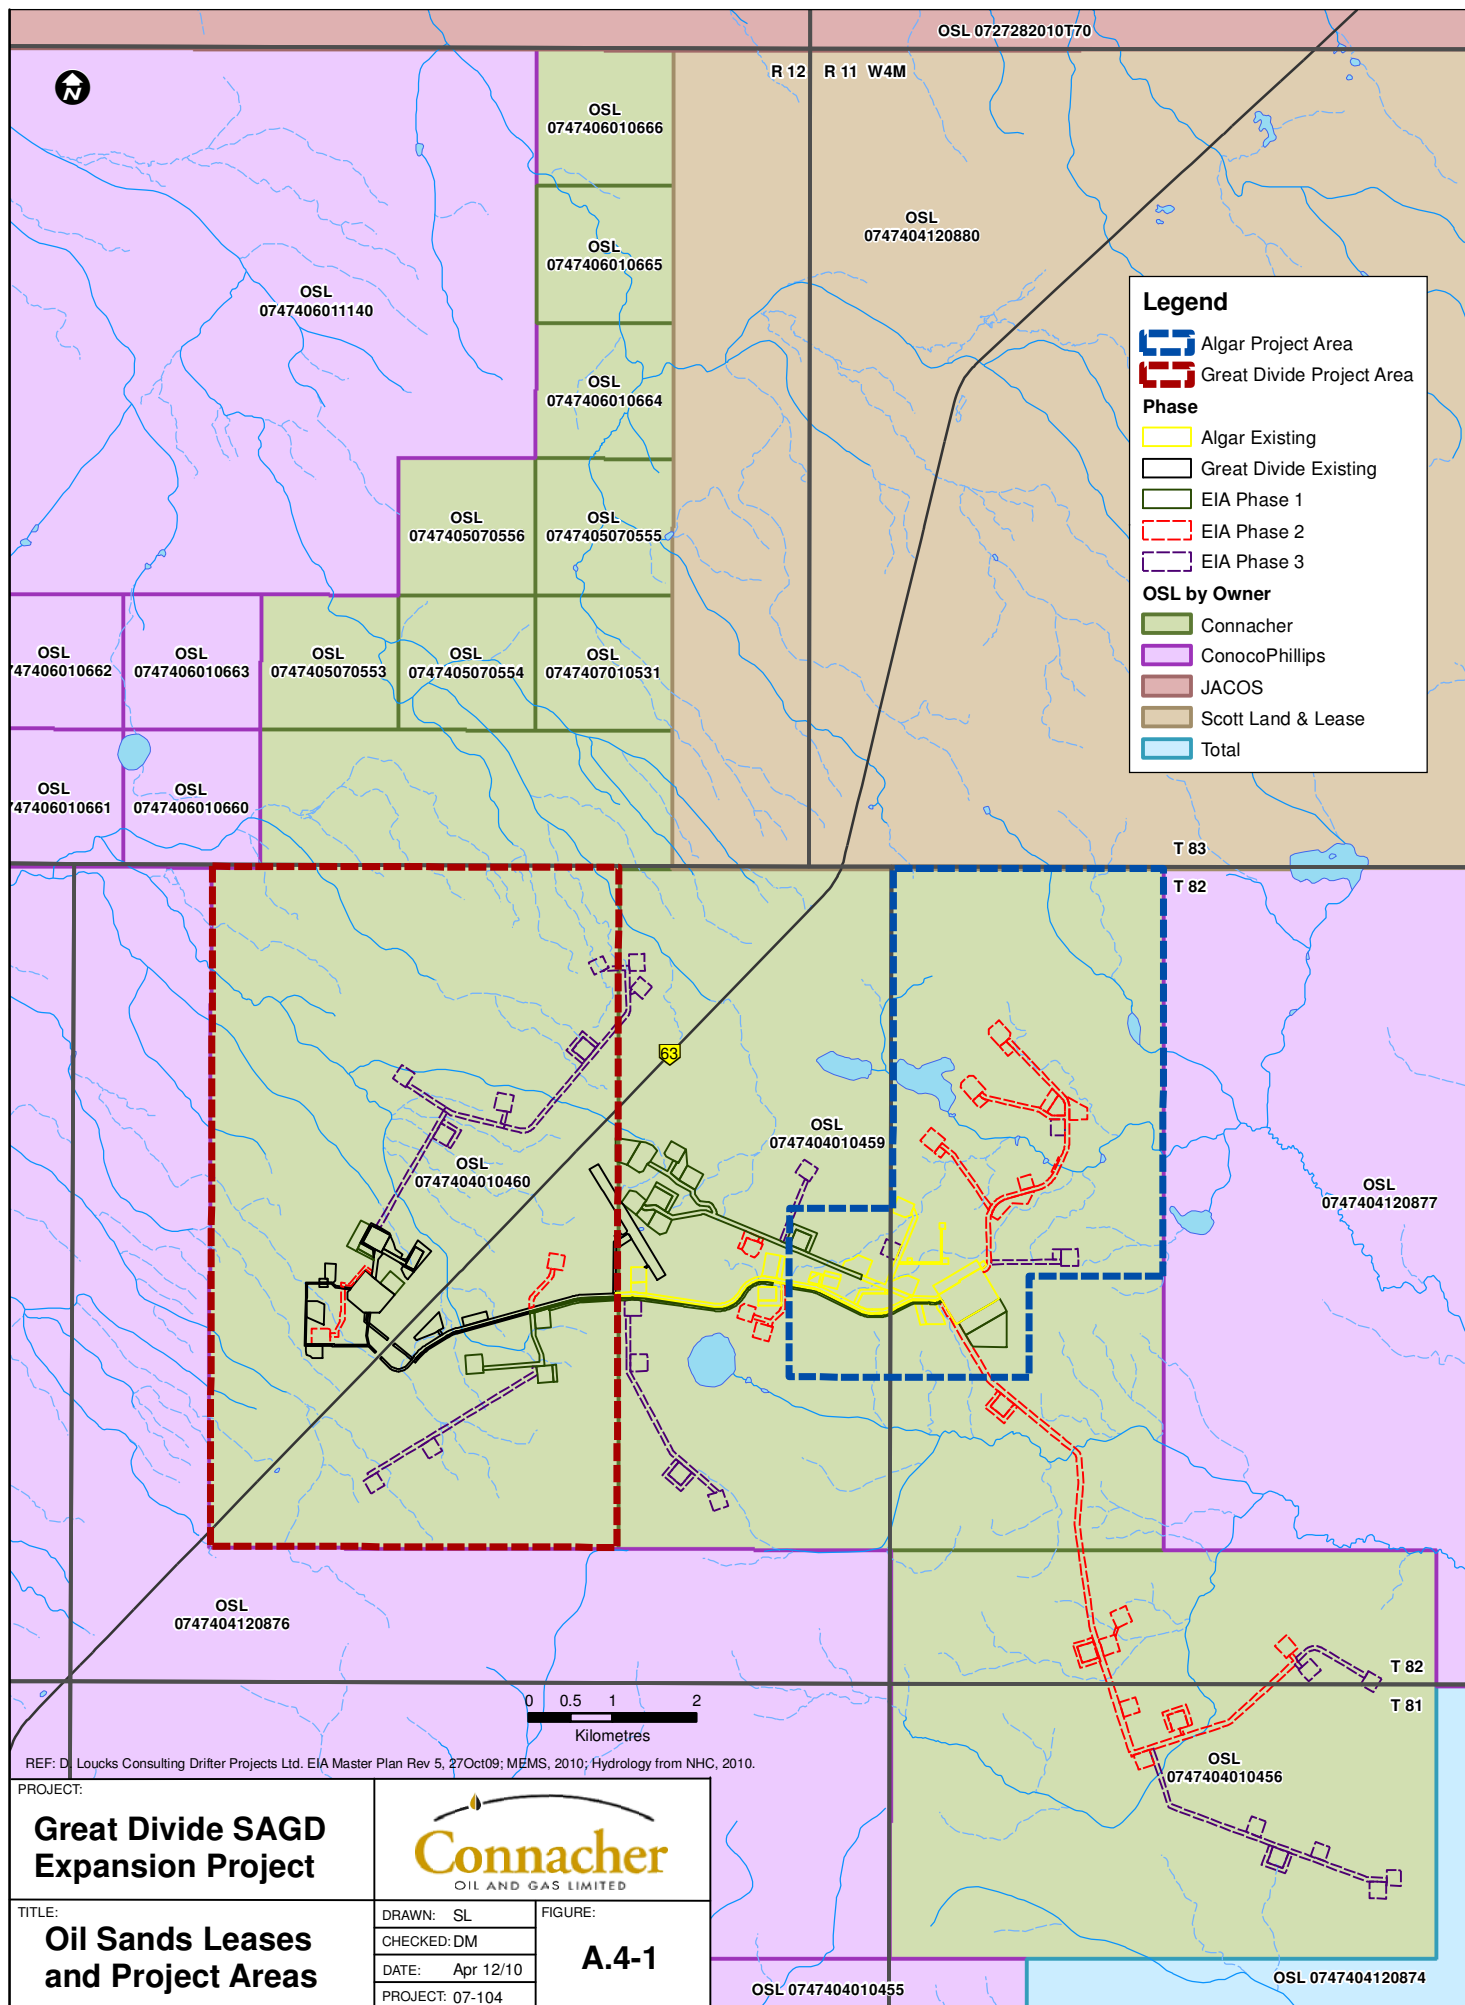 OSL 0727282010T70
R 12
R 11 W4M
N
OSL
0747406010666
OSL
0747404120880
OSL
0747406010665
OSL
0747406011140
OSL
0747406010664
Legend
Algar Project Area
Great Divide Project Area
Phase
Algar Existing
Great Divide Existing
EIA Phase 1
EIA Phase 2
EIA Phase 3
OSL by Owner
Connacher
ConocoPhillips
JACOS
Scott Land & Lease
Total
OSL
0747405070556
OSL
0747405070555
OSL
747406010662
OSL
0747406010663
OSL
0747405070553
OSL
0747405070554
OSL
0747407010531
OSL
747406010661
OSL
0747406010660
T 83
T 82
63
OSL
0747404010459
OSL
0747404010460
OSL
0747404120877
OSL
0747404120876
T 82
T 81
0 0.5 1 2
Kilometres
OSL
0747404010456
REF: D. Loucks Consulting Drifter Projects Ltd. EIA Master Plan Rev 5, 27Oct09; MEMS, 2010; Hydrology from NHC, 2010.
PROJECT:
Great Divide SAGD
Expansion Project
Connacher
OIL AND GAS LIMITED
TITLE:
Oil Sands Leases
and Project Areas
DRAWN: SL
CHECKED: DM
DATE: Apr 12/10
PROJECT: 07-104
FIGURE:
A.4-1
OSL 0747404010455
OSL 0747404120874